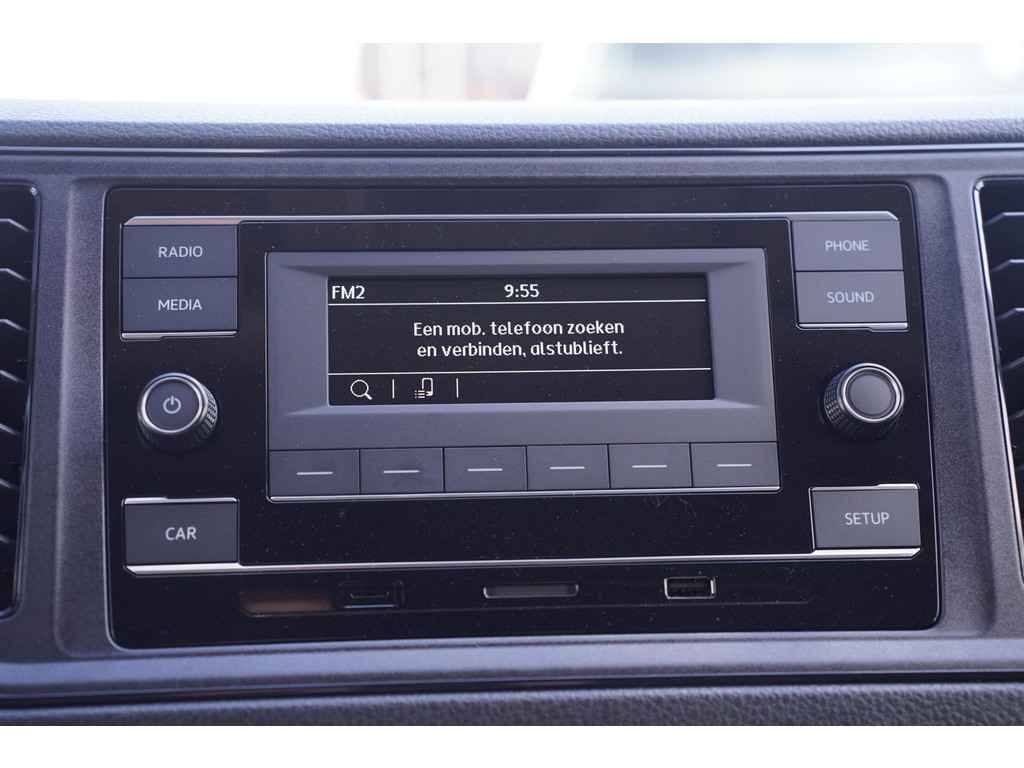 RADIO
MEDIA
PHONE
SOUND
FM2 9:55
Een mob. telefoon zoeken
en verbinden, alstublieft.
CAR
SETUP